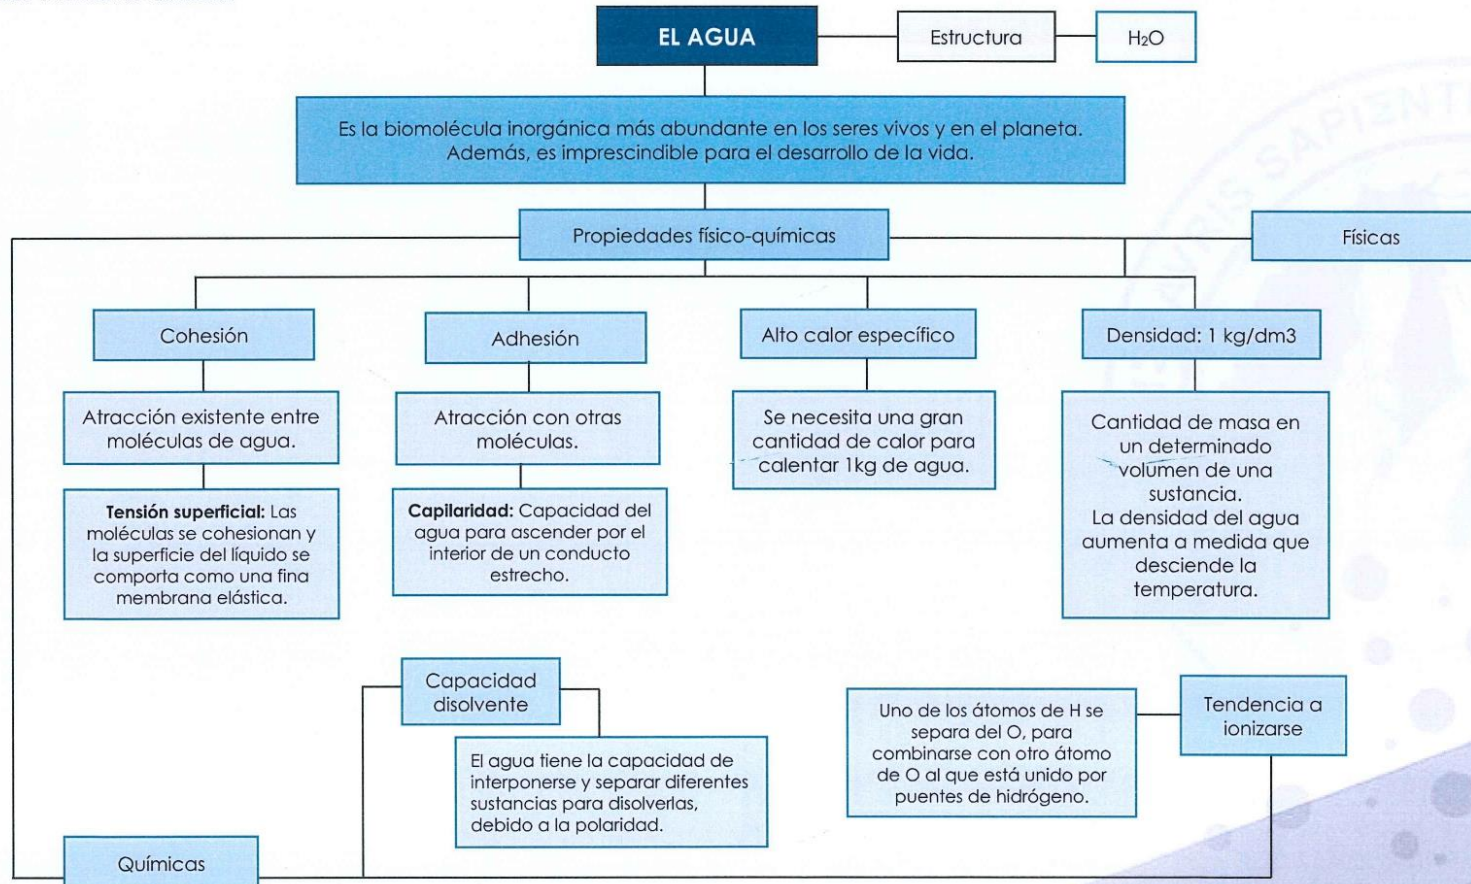 EL AGUA
Estructura
H₂O
Es la biomolécula inorgánica más abundante en los seres vivos y en el planeta.
Además, es imprescindible para el desarrollo de la vida.
Propiedades físico-químicas
Físicas
Cohesión
Atracción existente entre
moléculas de agua.
Tensión superficial: Las
moléculas se cohesionan y
la superficie del líquido se
comporta como una fina
membrana elástica.
Adhesión
Atracción con otras
moléculas.
Capilaridad: Capacidad del
agua para ascender por el
interior de un conducto
estrecho.
Alto calor específico
Se necesita una gran
cantidad de calor para
calentar 1kg de agua.
Densidad: 1 kg/dm3
Cantidad de masa en
un determinado
volumen de una
sustancia.
La densidad del agua
aumenta a medida que
desciende la
temperatura.
Químicas
Capacidad
disolvente
El agua tiene la capacidad de
interponerse y separar diferentes
sustancias para disolverlas,
debido a la polaridad.
Tendencia a
ionizarse
Uno de los átomos de H se
separa del O, para
combinarse con otro átomo
de O al que está unido por
puentes de hidrógeno.